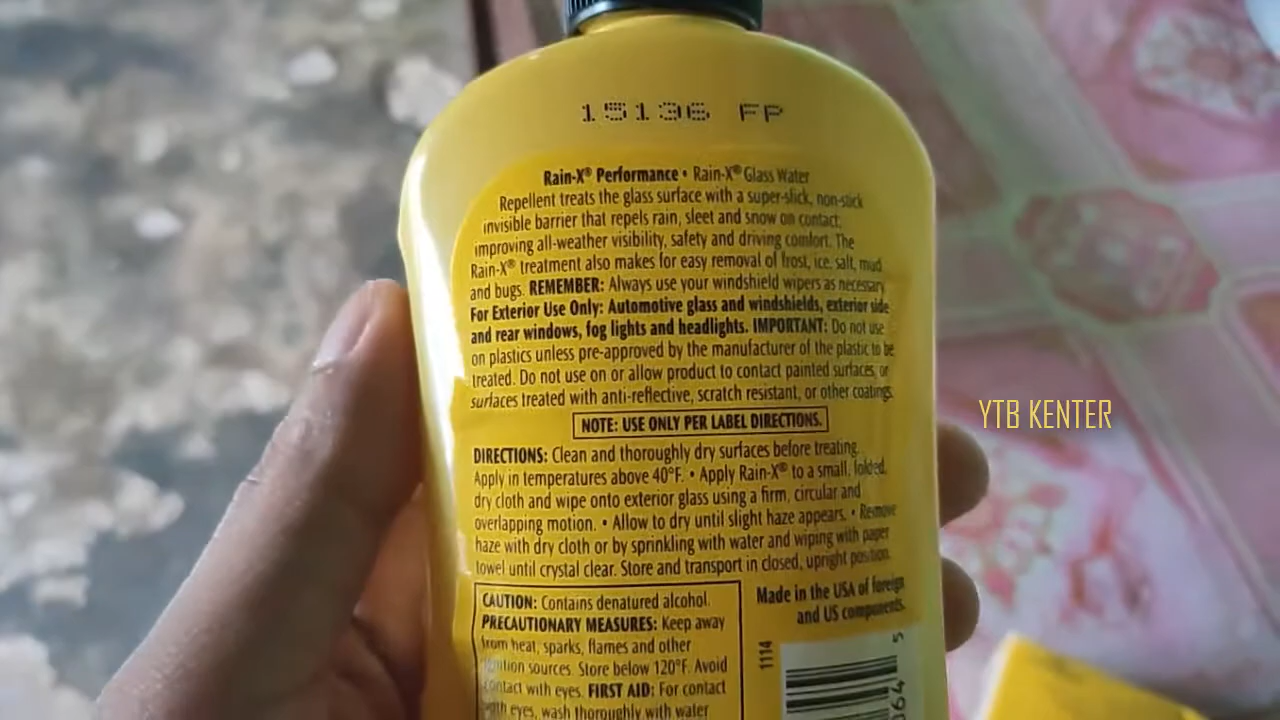 15136 FP
Rain-X® Performance • Rain-X® Glass Water
Repellent treats the glass surface with a super-slick, non-stick
invisible barrier that repels rain, sleet and snow on contact,
improving all-weather visibility, safety and driving comfort. The
Rain-X® treatment also makes for easy removal of frost, ice, salt, mud
and bugs. REMEMBER: Always use your windshield wipers as necessary.
For Exterior Use Only: Automotive glass and windshields, exterior side
and rear windows, fog lights and headlights. IMPORTANT: Do not use
on plastics unless pre-approved by the manufacturer of the plastic to be
treated. Do not use on or allow product to contact painted surfaces, or
surfaces treated with anti-reflective, scratch resistant, or other coatings.
NOTE: USE ONLY PER LABEL DIRECTIONS.
DIRECTIONS: Clean and thoroughly dry surfaces before treating.
Apply in temperatures above 40°F. • Apply Rain-X® to a small, folded,
dry cloth and wipe onto exterior glass using a firm, circular and
overlapping motion. • Allow to dry until slight haze appears. • Remove
haze with dry cloth or by sprinkling with water and wiping with paper
towel until crystal clear. Store and transport in closed, upright position.
CAUTION: Contains denatured alcohol.
PRECAUTIONARY MEASURES: Keep away
from heat, sparks, flames and other
sources. Store below 120°F. Avoid
contact with eyes. FIRST AID: For contact
with eyes, wash thoroughly with water
Made in the USA of foreign
and US components.
1114
5
064
YTB KENTER